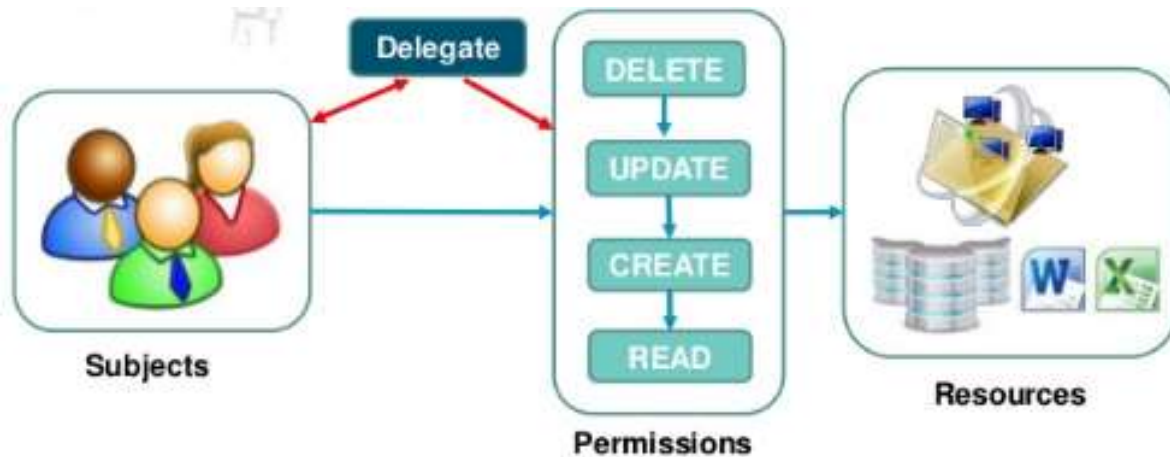 Delegate
DELETE
UPDATE
CREATE
READ
W
X
Subjects
Resources
Permissions